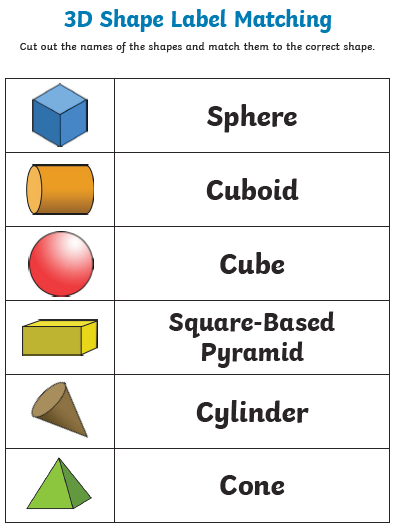 3D Shape Label Matching
Cut out the names of the shapes and match them to the correct shape.
Sphere
Cuboid
Cube
Square-Based
Pyramid
Cylinder
Cone